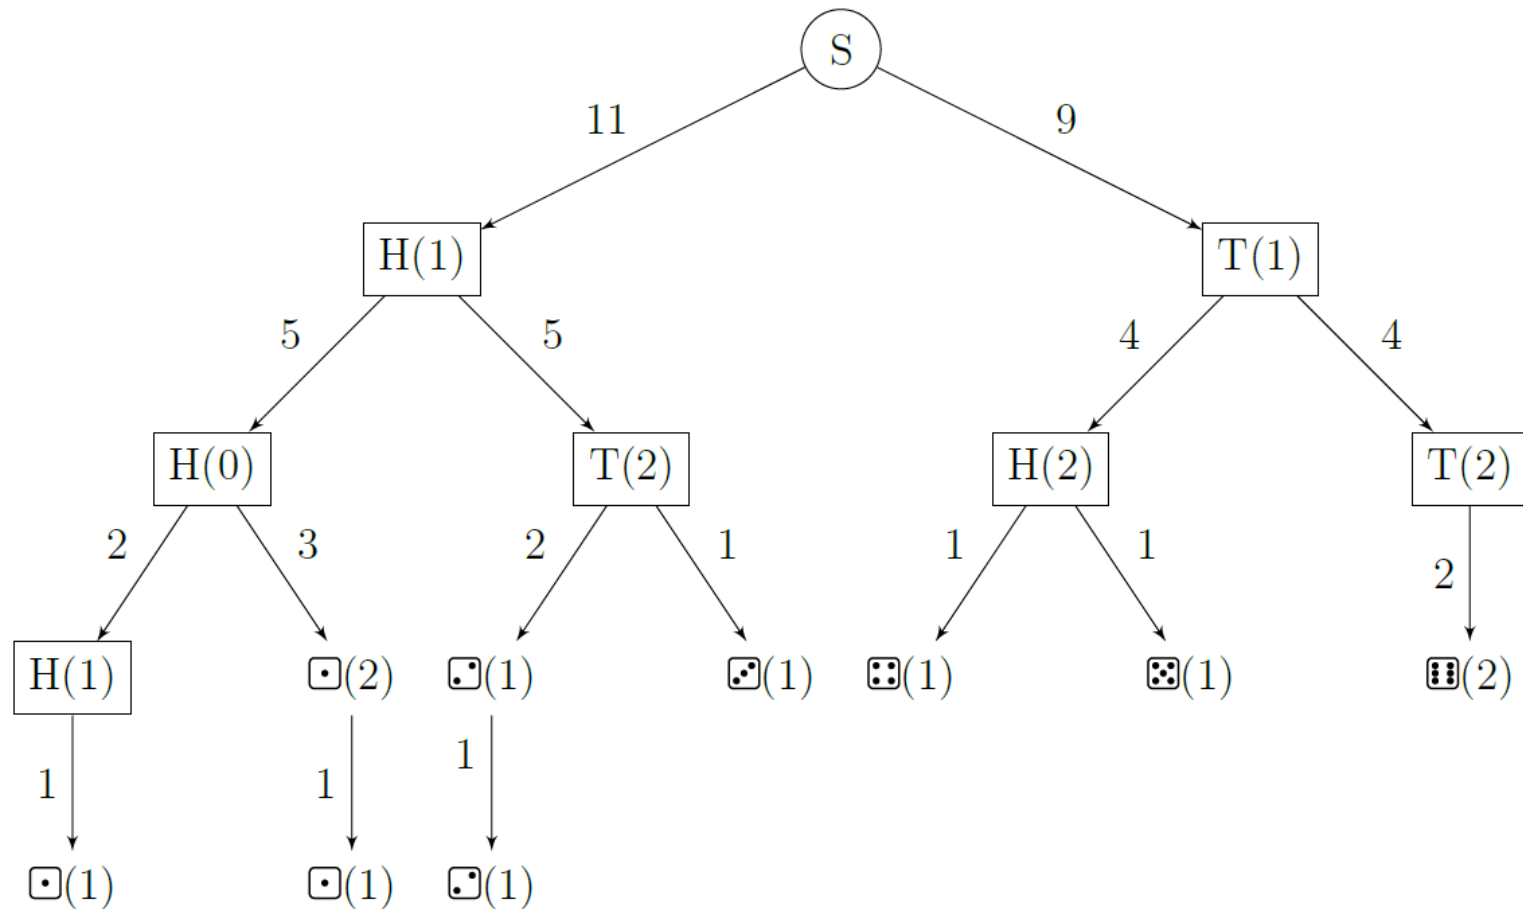 S
11 9
H(1) T(1)
5 5 4 4
H(0) T(2) H(2) T(2)
2 3 2 1 1 1 2
H(1) ⚀(2) ⚁(1) ⚂(1) ⚃(1) ⚄(1) ⚅(2)
1 1 1
⚀(1) ⚀(1) ⚁(1)